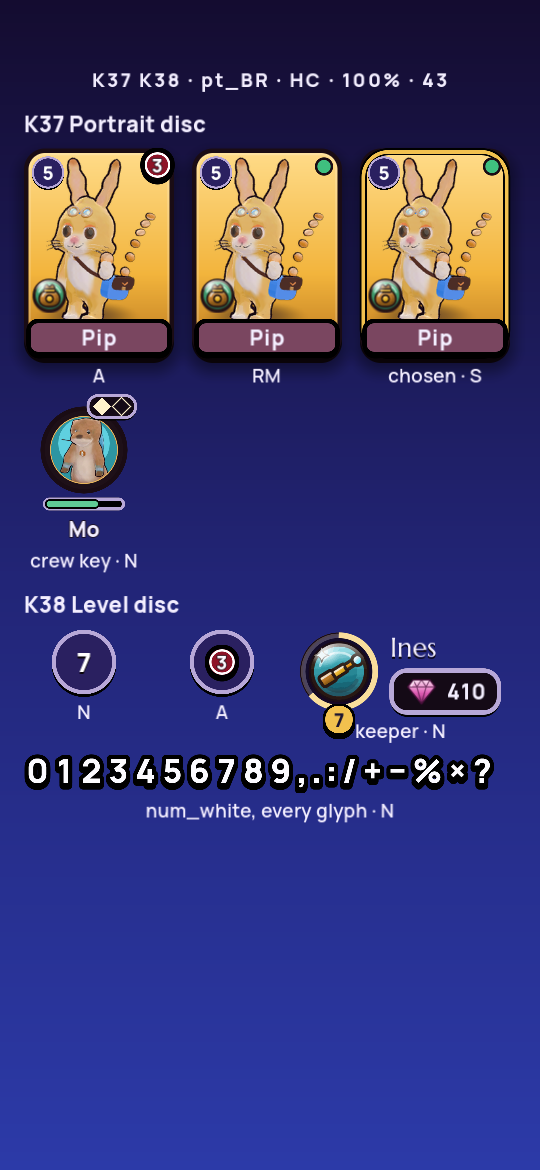 K37 K38 · pt_BR · HC · 100% · 43
K37 Portrait disc
5 3 5 5
Pip Pip Pip
A RM chosen · S
Mo
crew key · N
K38 Level disc
7 3 Ines
410
7
N A keeper · N
0123456789,.:/+−%×?
num_white, every glyph · N